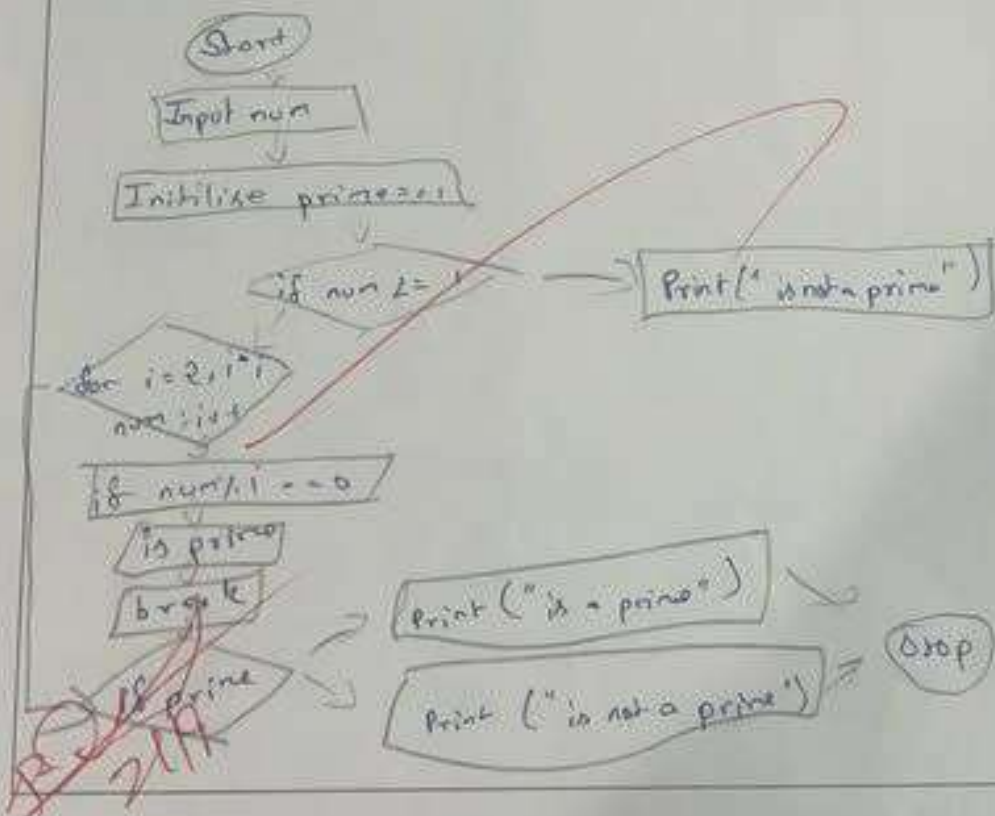 Start
Input num
Initilise prime = 1
if num <= 1
Print (" is not a prime")
for i = 2, i*i
num; i++
if num % i == 0
is prime
break
if prime
Print (" is a prime")
Print (" is not a prime")
Stop